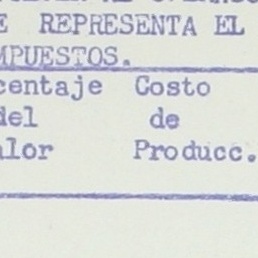 REPRESENTA EL
MPUESTOS.
centaje Costo
del de
alor Producc.